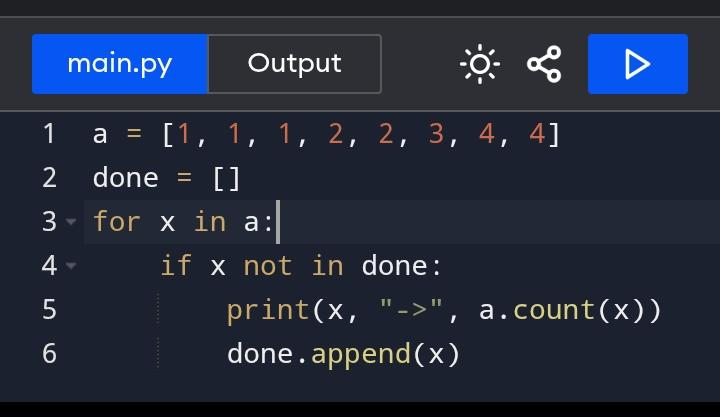 main.py Output
1 a = [1, 1, 1, 2, 2, 3, 4, 4]
2 done = []
3 for x in a:
4     if x not in done:
5         print(x, "->", a.count(x))
6         done.append(x)